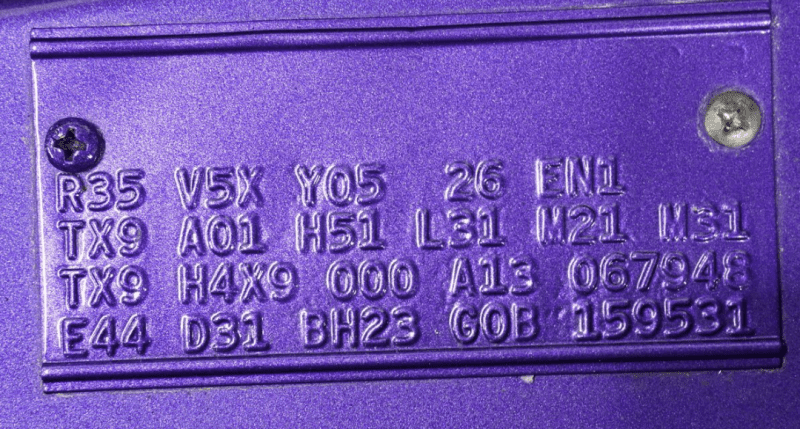 R35 V5X Y05 26 EN1
TX9 A01 H51 L31 M21 M31
TX9 H4X9 000 A13 067948
E44 D31 BH23 G0B 159531